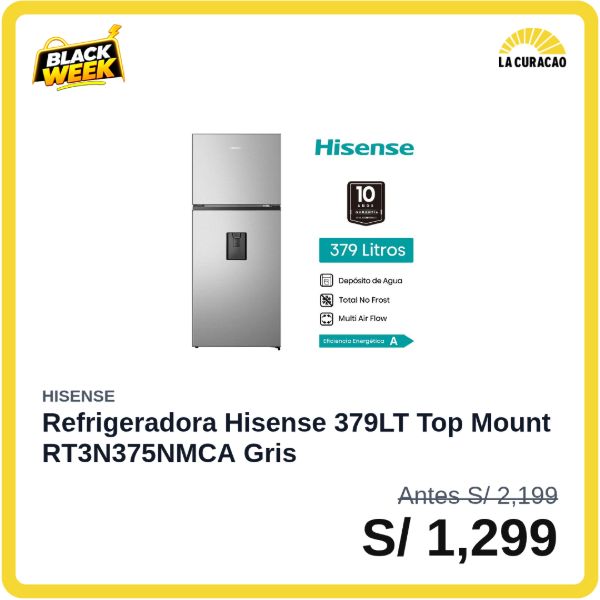 BLACK
WEEK
LA CURACAO
Hisense
10
AÑOS
GARANTÍA
379 Litros
Depósito de Agua
Total No Frost
Multi Air Flow
Eficiencia Energética A
HISENSE
Refrigeradora Hisense 379LT Top Mount
RT3N375NMCA Gris
Antes S/ 2,199
S/ 1,299